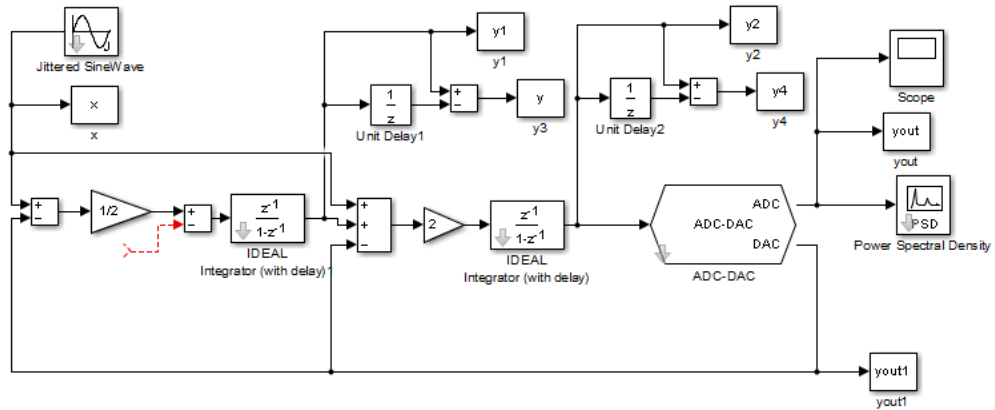 J
Jittered SineWave
x
x
y1
y1
1
z
Unit Delay1
+
−
y
y3
y2
y2
1
z
Unit Delay2
+
−
y4
y4
Scope
yout
yout
PSD
Power Spectral Density
+
−
1/2
+
−
z-1
1-z-1
IDEAL
Integrator (with delay)1
+
+
−
2
z-1
1-z-1
IDEAL
Integrator (with delay)
ADC
ADC-DAC
DAC
ADC-DAC
yout1
yout1